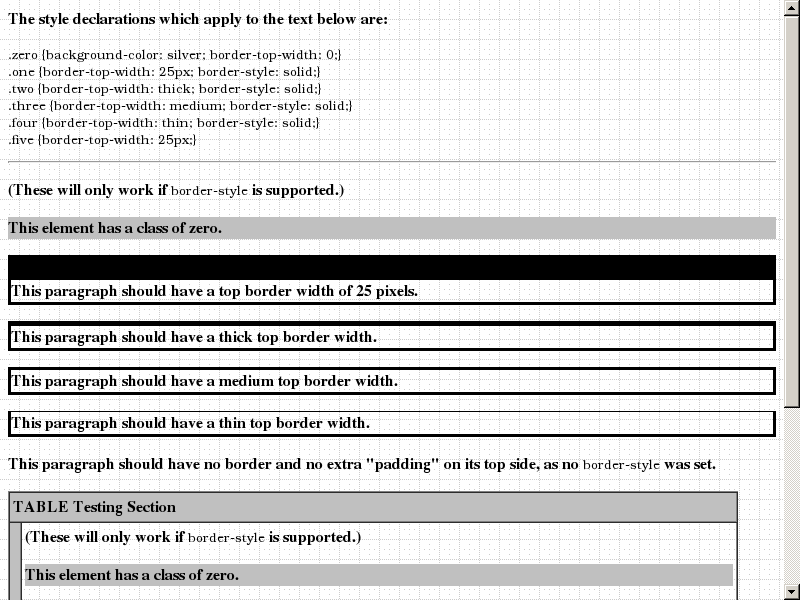 The style declarations which apply to the text below are:
.zero {background-color: silver; border-top-width: 0;}
.one {border-top-width: 25px; border-style: solid;}
.two {border-top-width: thick; border-style: solid;}
.three {border-top-width: medium; border-style: solid;}
.four {border-top-width: thin; border-style: solid;}
.five {border-top-width: 25px;}
(These will only work if border-style is supported.)
This element has a class of zero.
This paragraph should have a top border width of 25 pixels.
This paragraph should have a thick top border width.
This paragraph should have a medium top border width.
This paragraph should have a thin top border width.
This paragraph should have no border and no extra "padding" on its top side, as no border-style was set.
TABLE Testing Section
(These will only work if border-style is supported.)
This element has a class of zero.